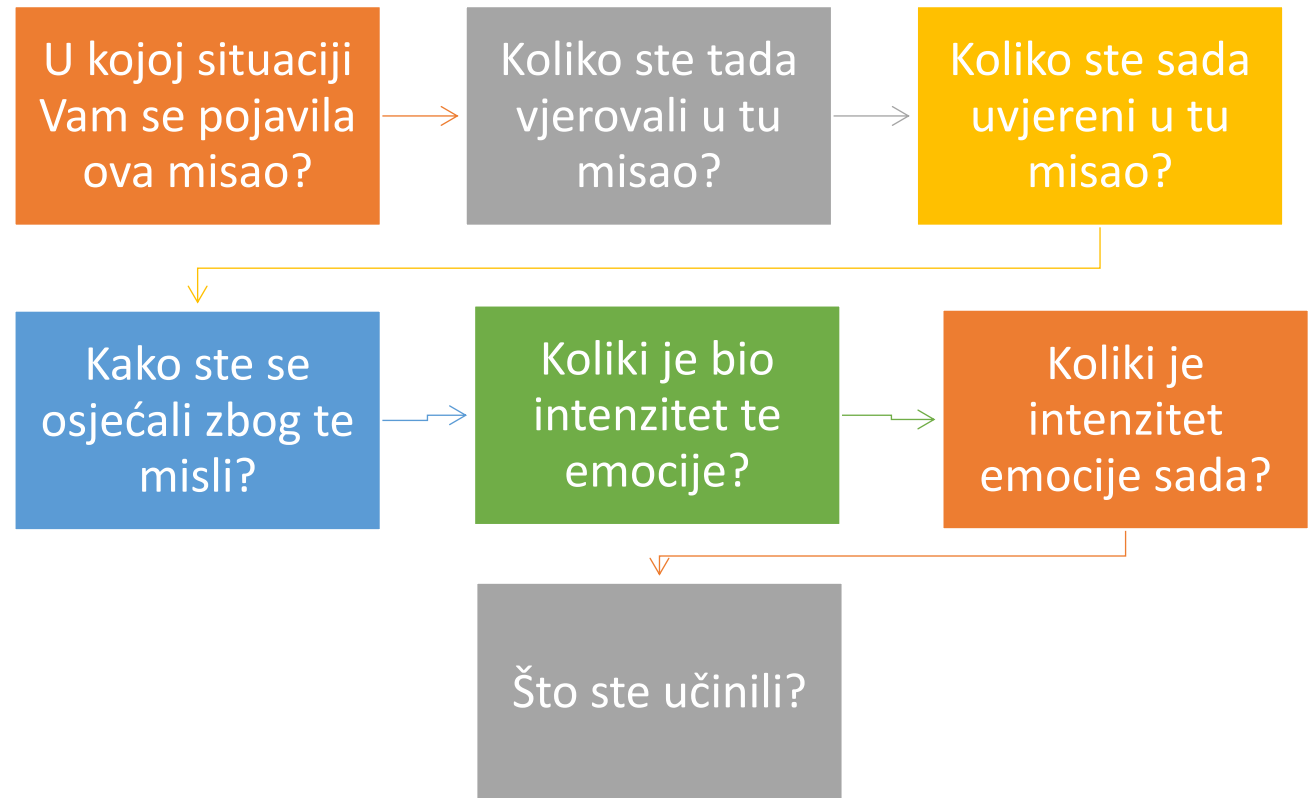 U kojoj situaciji
Vam se pojavila
ova misao?
Koliko ste tada
vjerovali u tu
misao?
Koliko ste sada
uvjereni u tu
misao?
Kako ste se
osjećali zbog te
misli?
Koliki je bio
intenzitet te
emocije?
Koliki je
intenzitet
emocije sada?
Što ste učinili?